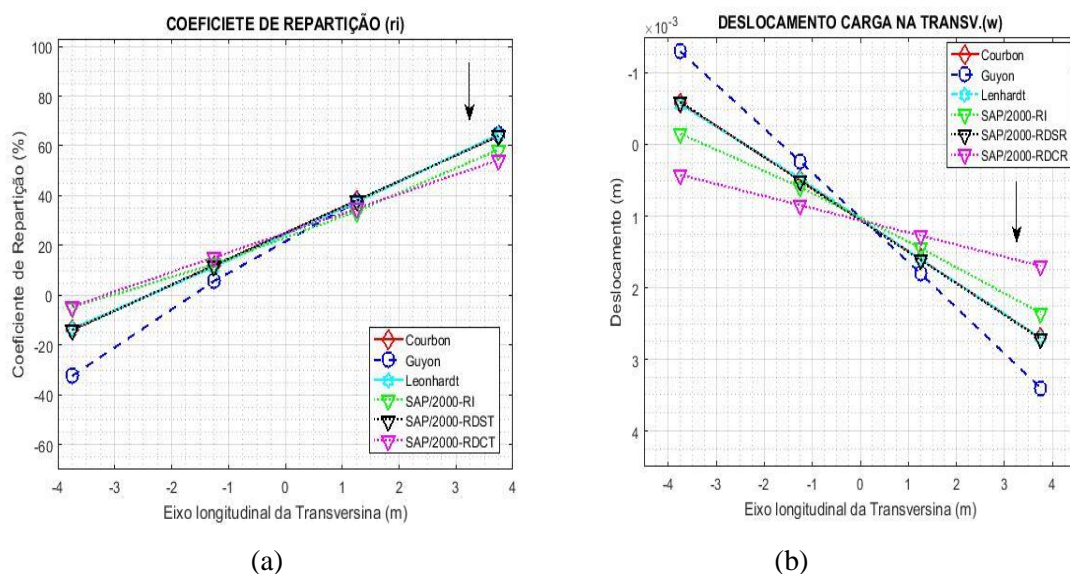 COEFICIETE DE REPARTIÇÃO (ri)
Coeficiente de Repartição (%)
100
80
60
40
20
0
-20
-40
-60
Courbon
Guyon
Leonhardt
SAP/2000-RI
SAP/2000-RDST
SAP/2000-RDCT
-4 -3 -2 -1 0 1 2 3 4
Eixo longitudinal da Transversina (m)
(a)
DESLOCAMENTO CARGA NA TRANSV.(w)
×10⁻³
Deslocamento (m)
-1
0
1
2
3
4
Courbon
Guyon
Lenhardt
SAP/2000-RI
SAP/2000-RDSR
SAP/2000-RDCR
-4 -3 -2 -1 0 1 2 3 4
Eixo longitudinal da Transversina (m)
(b)